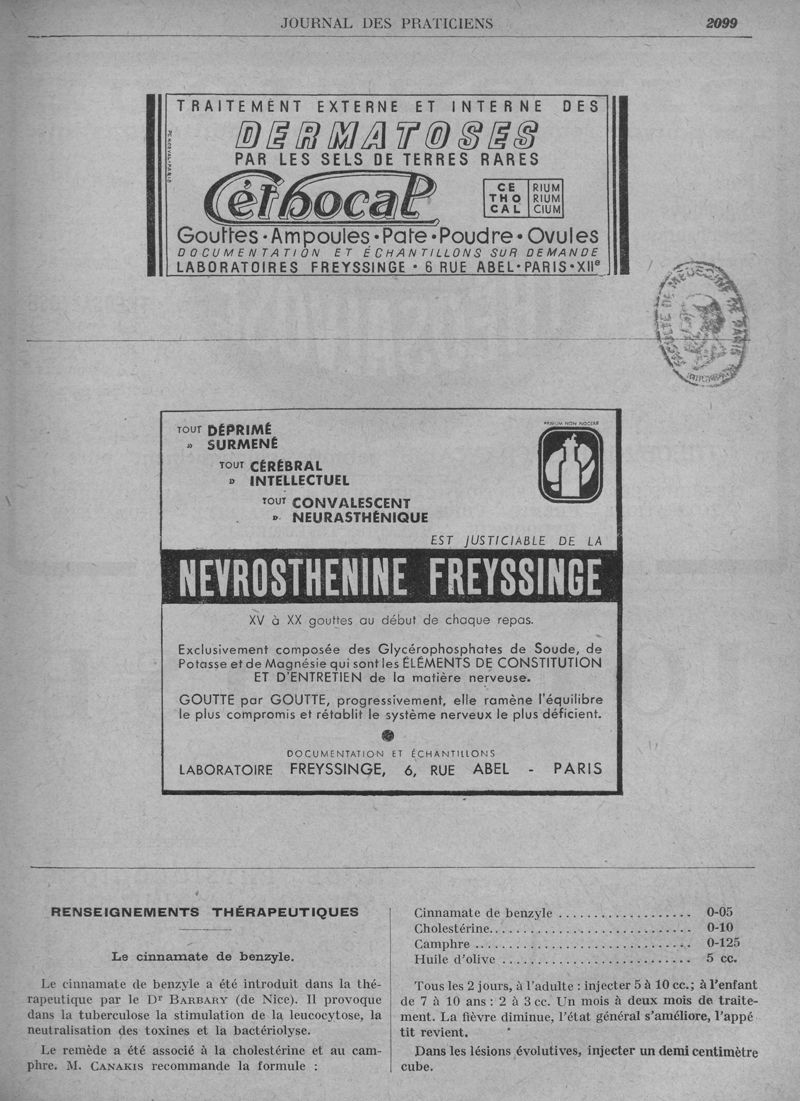 JOURNAL DES PRATICIENS
2099
TRAITEMENT EXTERNE ET INTERNE DES
DERMATOSES
PAR LES SELS DE TERRES RARES
Céthocal
CE RIUM
THO RIUM
CAL CIUM
Gouttes • Ampoules • Pate • Poudre • Ovules
DOCUMENTATION ET ÉCHANTILLONS SUR DEMANDE
LABORATOIRES FREYSSINGE • 6 RUE ABEL • PARIS • XIIe
FACULTÉ DE MÉDECINE DE PARIS
TOUT DÉPRIMÉ
» SURMENÉ
TOUT CÉRÉBRAL
» INTELLECTUEL
TOUT CONVALESCENT
» NEURASTHÉNIQUE
PRIMUM NON NOCERE
EST JUSTICIABLE DE LA
NEVROSTHENINE FREYSSINGE
XV à XX gouttes au début de chaque repas.
Exclusivement composée des Glycérophosphates de Soude, de
Potasse et de Magnésie qui sont les ÉLÉMENTS DE CONSTITUTION
ET D'ENTRETIEN de la matière nerveuse.
GOUTTE par GOUTTE, progressivement, elle ramène l'équilibre
le plus compromis et rétablit le système nerveux le plus déficient.
DOCUMENTATION ET ÉCHANTILLONS
LABORATOIRE FREYSSINGE, 6, RUE ABEL - PARIS
RENSEIGNEMENTS THÉRAPEUTIQUES
Le cinnamate de benzyle.
Le cinnamate de benzyle a été introduit dans la thé-
rapeutique par le Dr BARBARY (de Nice). Il provoque
dans la tuberculose la stimulation de la leucocytose, la
neutralisation des toxines et la bactériolyse.
Le remède a été associé à la cholestérine et au cam-
phre. M. CANAKIS recommande la formule :
Cinnamate de benzyle ................... 0-05
Cholestérine............................. 0-10
Camphre ............................... 0-125
Huile d'olive ........................... 5 cc.
Tous les 2 jours, à l'adulte : injecter 5 à 10 cc.; à l'enfant
de 7 à 10 ans : 2 à 3 cc. Un mois à deux mois de traite-
ment. La fièvre diminue, l'état général s'améliore, l'appé
tit revient.
Dans les lésions évolutives, injecter un demi centimètre
cube.